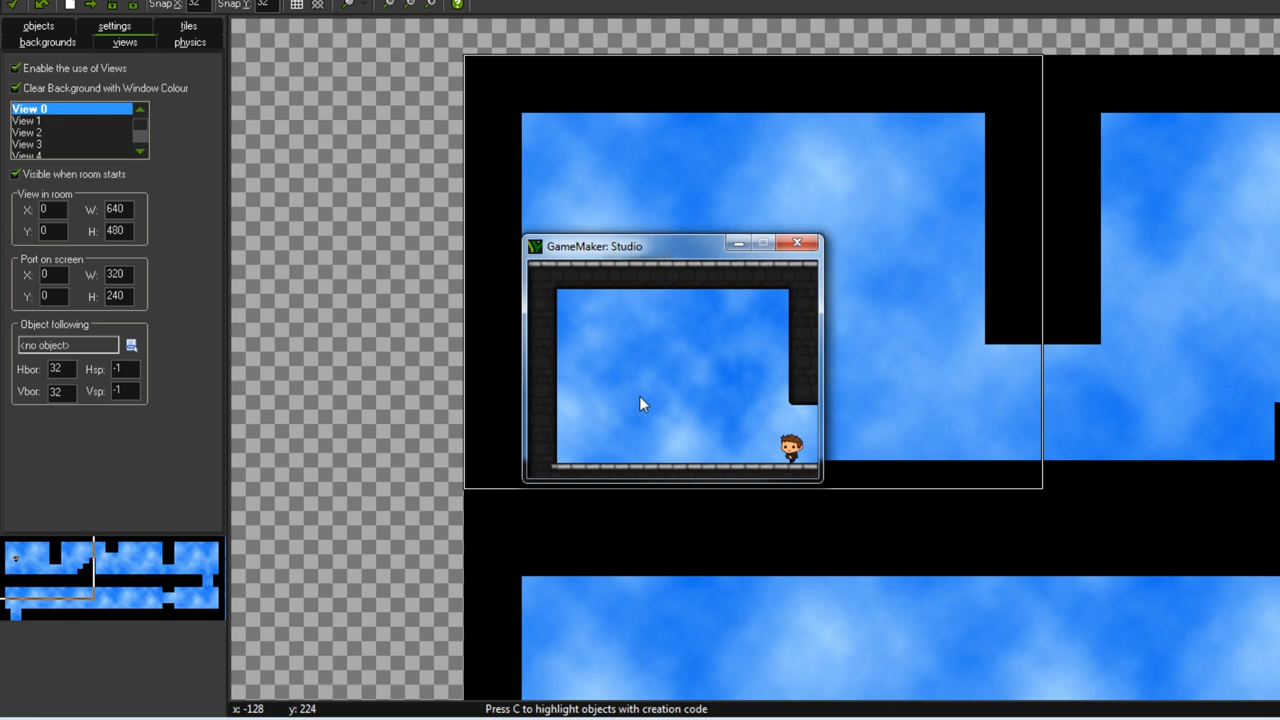 Snap X: 32 Snap Y: 32
objects settings tiles
backgrounds views physics
Enable the use of Views
Clear Background with Window Colour
View 0
View 1
View 2
View 3
View 4
Visible when room starts
View in room
X: 0 W: 640
Y: 0 H: 480
Port on screen
X: 0 W: 320
Y: 0 H: 240
Object following
<no object>
Hbor: 32 Hsp: -1
Vbor: 32 Vsp: -1
GameMaker: Studio
x: -128 y: 224 Press C to highlight objects with creation code